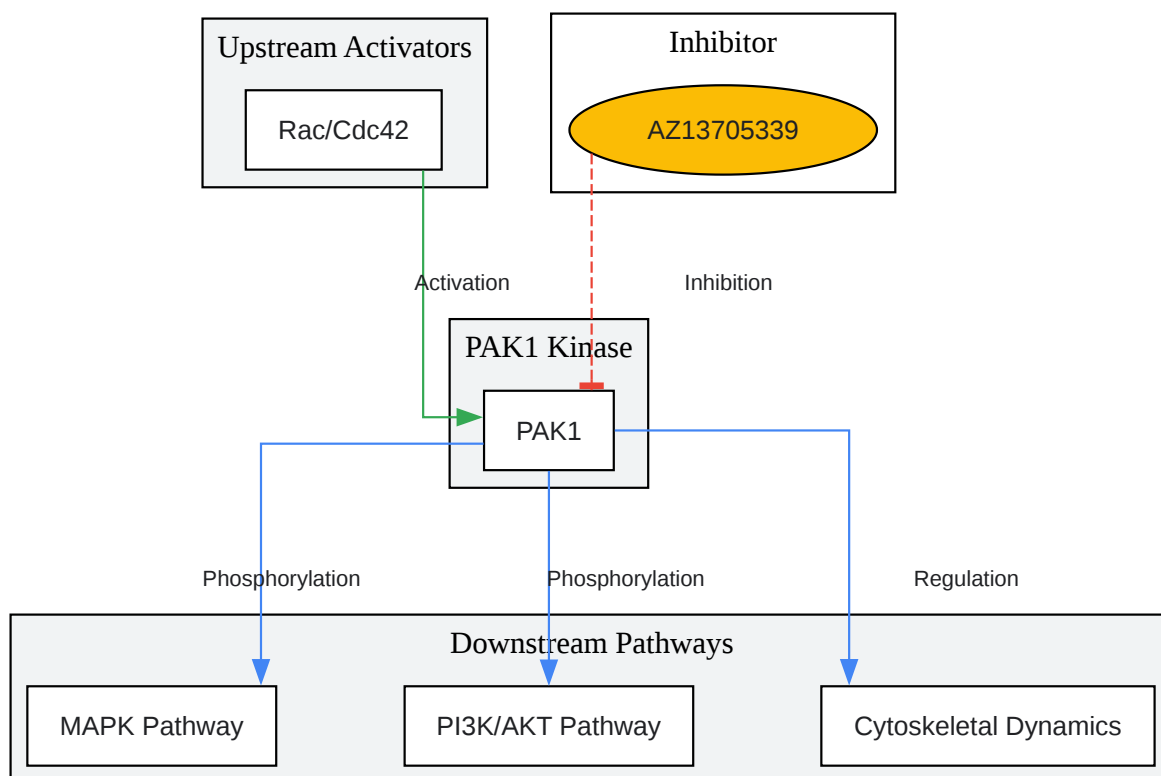 Upstream Activators
Inhibitor
Rac/Cdc42
AZ13705339
Activation
Inhibition
PAK1 Kinase
PAK1
Phosphorylation
Phosphorylation
Regulation
Downstream Pathways
MAPK Pathway
PI3K/AKT Pathway
Cytoskeletal Dynamics